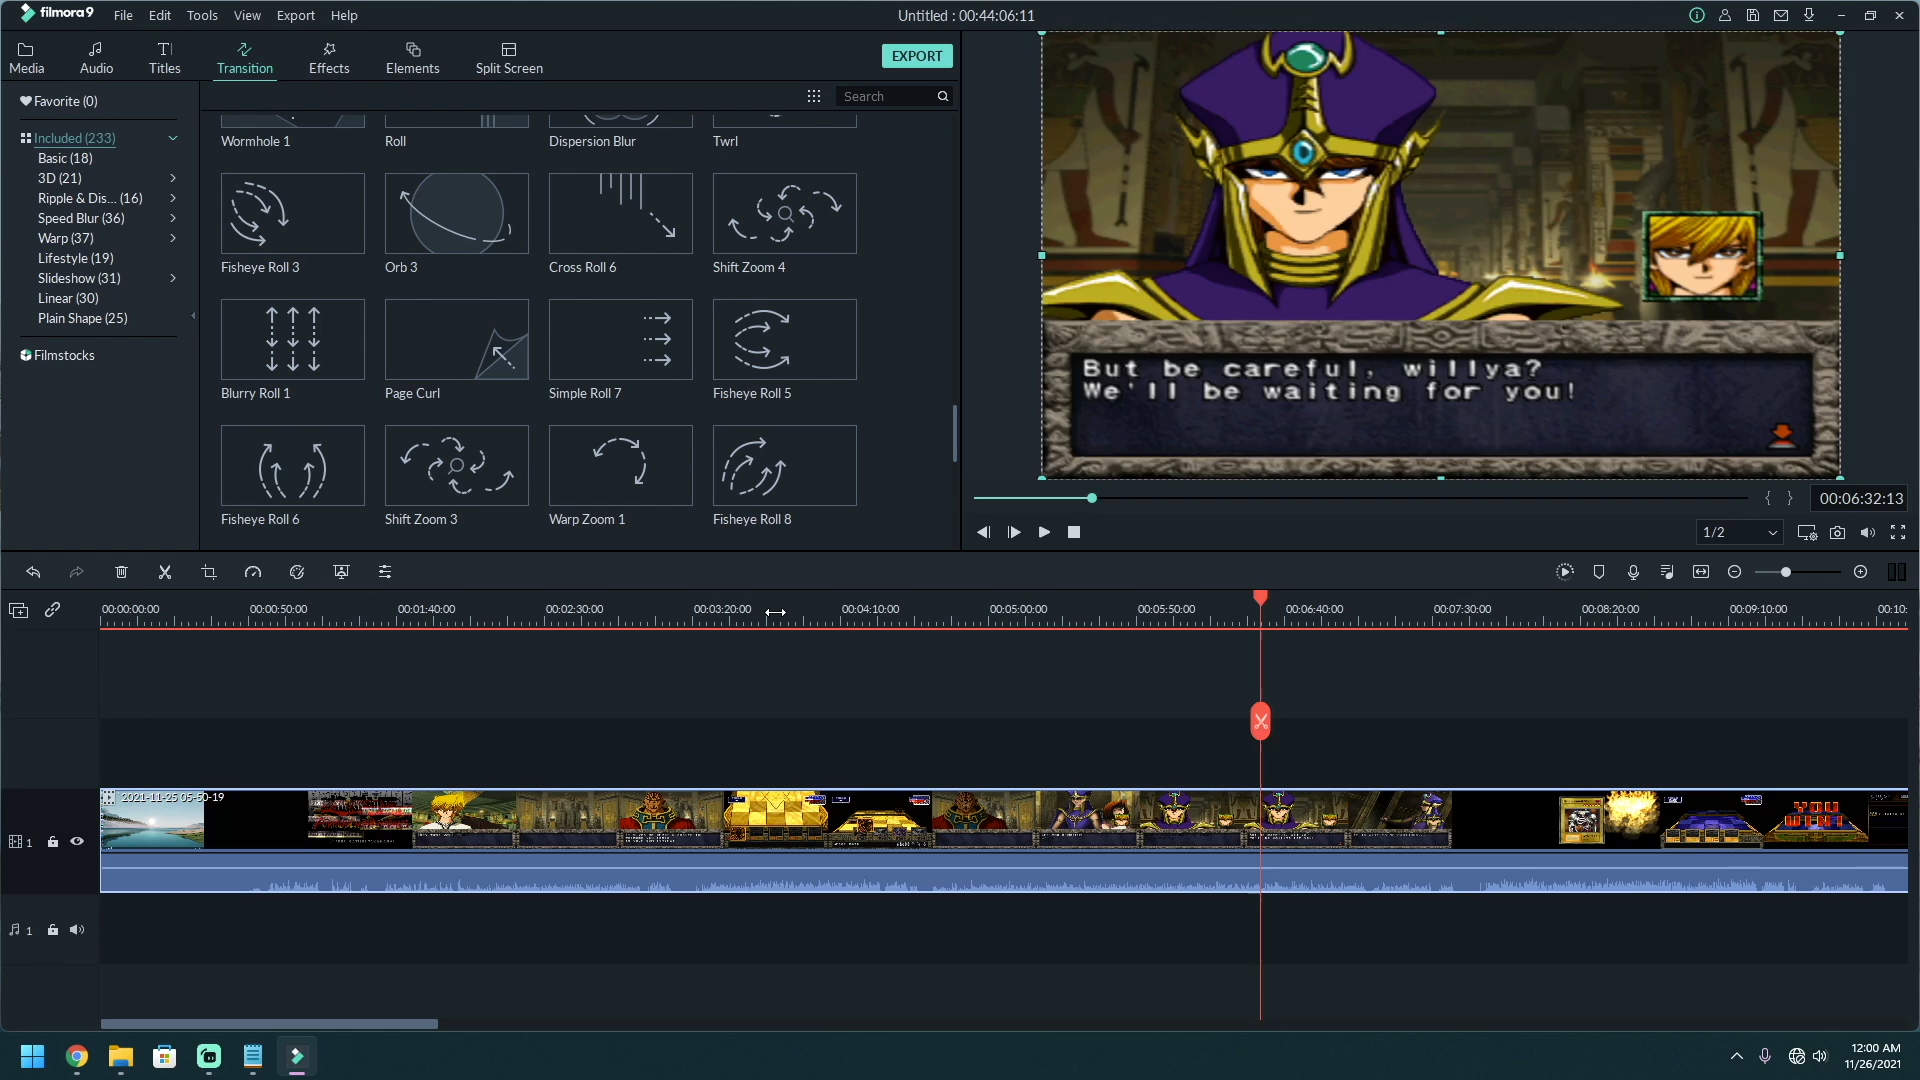 filmora9
File
Edit
Tools
View
Export
Help
Untitled : 00:44:06:11
Media
Audio
Titles
Transition
Effects
Elements
Split Screen
EXPORT
Favorite (0)
Search
Included (233)
Basic (18)
3D (21)
Ripple & Dis... (16)
Speed Blur (36)
Warp (37)
Lifestyle (19)
Slideshow (31)
Linear (30)
Plain Shape (25)
Filmstocks
Wormhole 1
Roll
Dispersion Blur
Twrl
Fisheye Roll 3
Orb 3
Cross Roll 6
Shift Zoom 4
Blurry Roll 1
Page Curl
Simple Roll 7
Fisheye Roll 5
Fisheye Roll 6
Shift Zoom 3
Warp Zoom 1
Fisheye Roll 8
But be careful, willya?
We'll be waiting for you!
00:06:32:13
1/2
00:00:00:00
00:00:50:00
00:01:40:00
00:02:30:00
00:03:20:00
00:04:10:00
00:05:00:00
00:05:50:00
00:06:40:00
00:07:30:00
00:08:20:00
00:09:10:00
00:10:
2021-11-25 05-50-19
YOU
WIN!
1
1
12:00 AM
11/26/2021